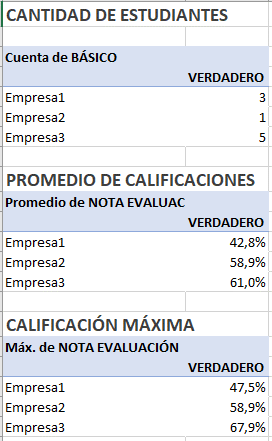 CANTIDAD DE ESTUDIANTES
Cuenta de BÁSICO
VERDADERO
Empresa1 3
Empresa2 1
Empresa3 5
PROMEDIO DE CALIFICACIONES
Promedio de NOTA EVALUAC
VERDADERO
Empresa1 42,8%
Empresa2 58,9%
Empresa3 61,0%
CALIFICACIÓN MÁXIMA
Máx. de NOTA EVALUACIÓN
VERDADERO
Empresa1 47,5%
Empresa2 58,9%
Empresa3 67,9%